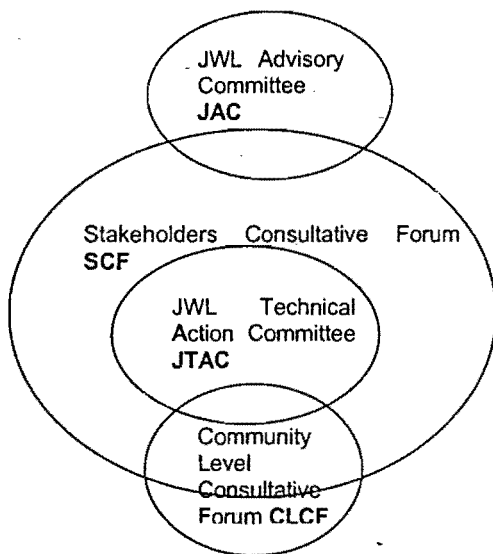 JWL Advisory
Committee
JAC
Stakeholders Consultative Forum
SCF
JWL Technical
Action Committee
JTAC
Community
Level
Consultative
Forum CLCF